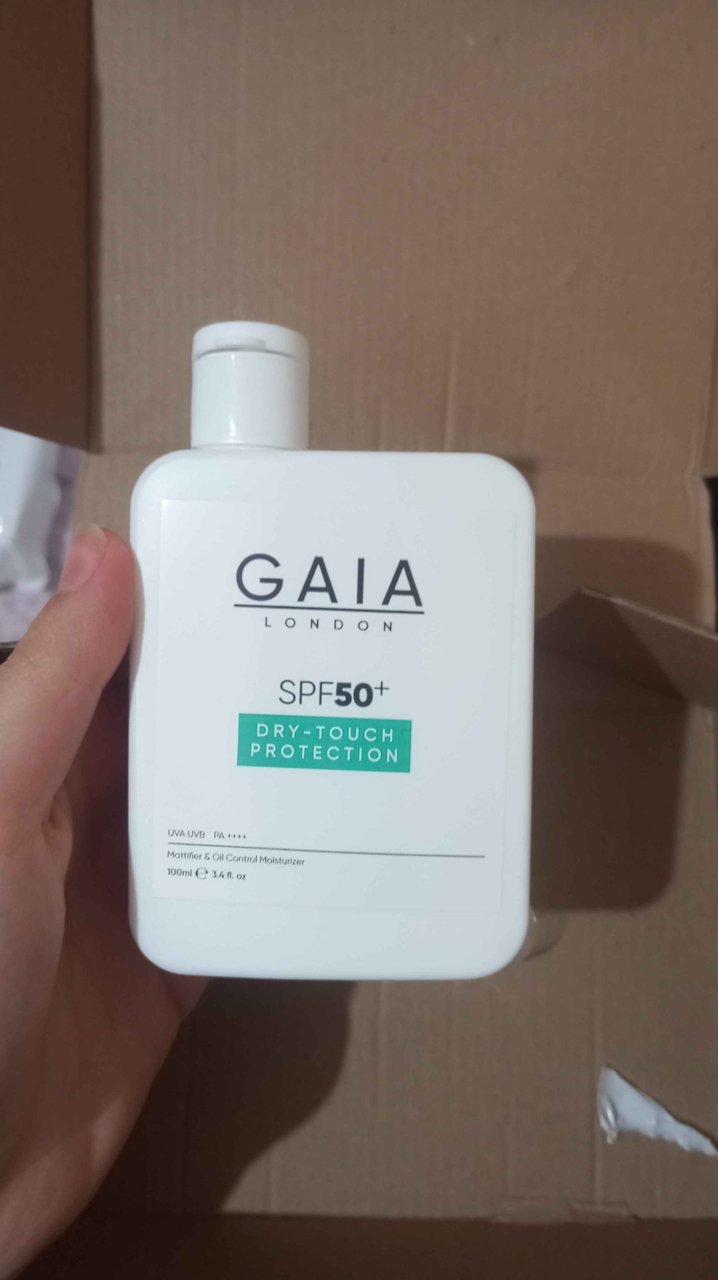 GAIA
LONDON
SPF50+
DRY-TOUCH
PROTECTION
UVA UVB PA ++++
Mattifier & Oil Control Moisturizer
100ml ℮ 3.4 fl. oz